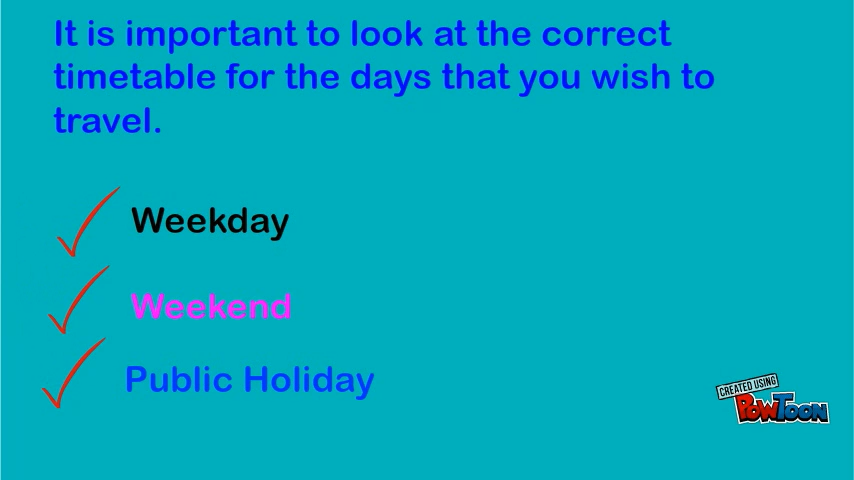 It is important to look at the correct
timetable for the days that you wish to
travel.
Weekday
Weekend
Public Holiday
CREATED USING
POWTOON